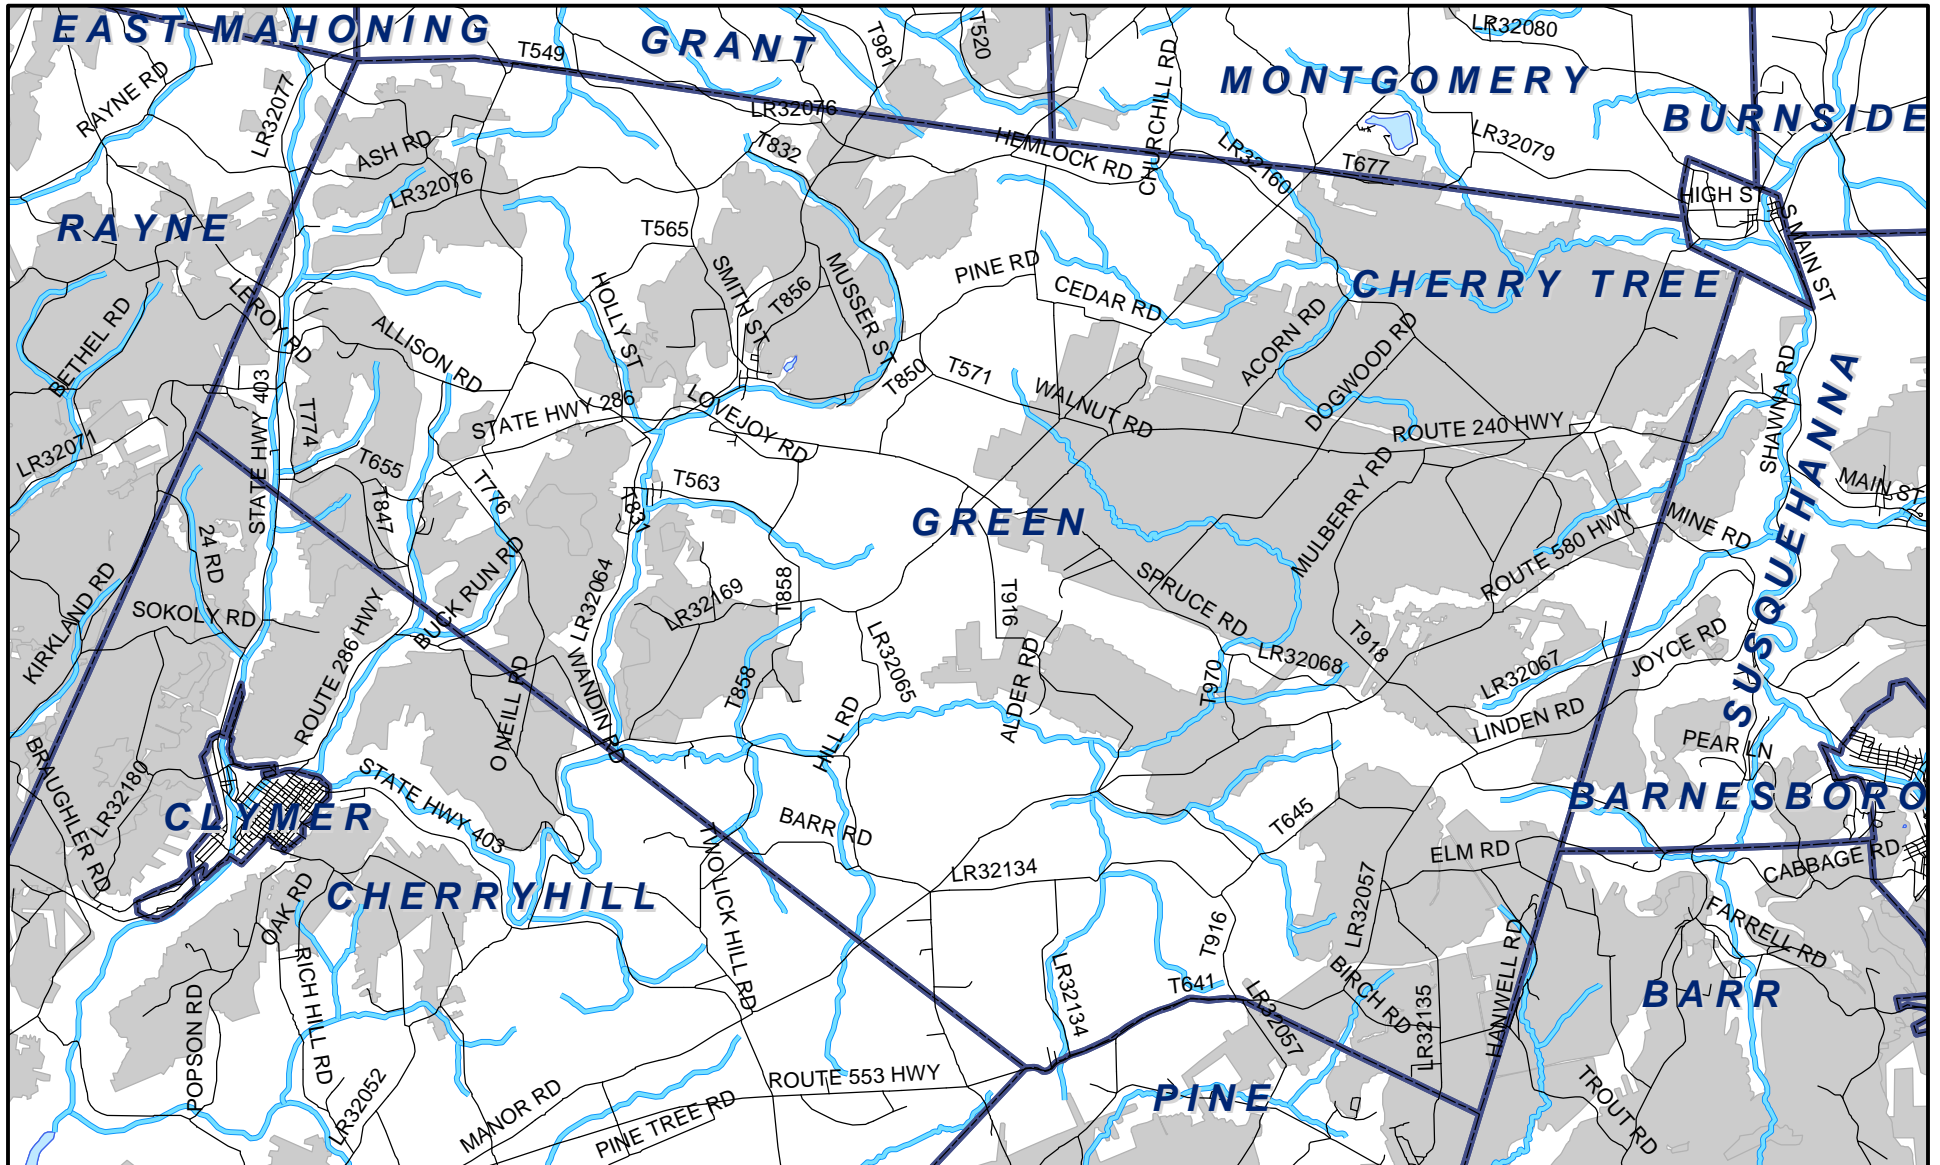 EAST MAHONING
GRANT
MONTGOMERY
BURNSIDE
RAYNE
CHERRY TREE
SUSQUEHANNA
GREEN
CLYMER
CHERRYHILL
BARNESBORO
BARR
PINE
RAYNE RD
LR32077
T549
T981
T520
CHURCHILL RD
LR32080
LR32079
LR32076
T832
HEMLOCK RD
LR32160
T677
HIGH ST
S MAIN ST
ASH RD
LR32076
T565
SMITH ST
T856
MUSSER ST
PINE RD
CEDAR RD
ACORN RD
DOGWOOD RD
SHAWNA RD
BETHEL RD
LEROY RD
ALLISON RD
HOLLY ST
T850
T571
WALNUT RD
ROUTE 240 HWY
MAIN ST
LR32071
STATE HWY 403
T774
T655
T847
STATE HWY 286
LOVEJOY RD
T776
T563
T831
MULBERRY RD
ROUTE 580 HWY
MINE RD
24 RD
KIRKLAND RD
SOKOLY RD
ROUTE 286 HWY
BUCK RUN RD
LR32064
LR32169
T858
T916
SPRUCE RD
T918
LR32067
JOYCE RD
O NEILL RD
WANDIN RD
T858
LR32065
HILL RD
ALDER RD
T970
LR32068
LINDEN RD
PEAR LN
BRAUGHLER RD
LR32180
STATE HWY 403
TWOLICK HILL RD
BARR RD
LR32134
T645
ELM RD
CABBAGE RD
OAK RD
RICH HILL RD
LR32057
T916
FARRELL RD
POPSON RD
LR32134
T641
LR32057
BIRCH RD
LR32135
HANWELL RD
LR32052
MANOR RD
PINE TREE RD
ROUTE 553 HWY
TROUT RD